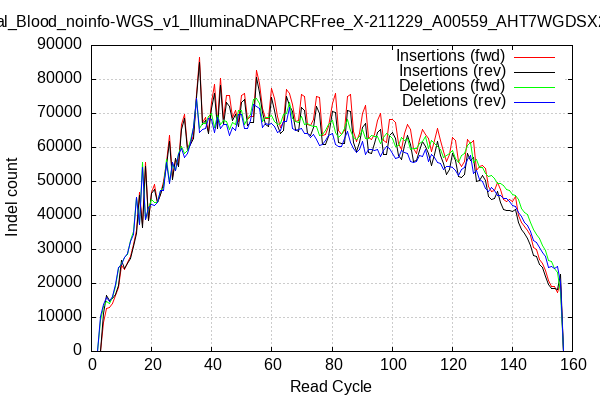 al_Blood_noinfo-WGS_v1_IlluminaDNAPCRFree_X-211229_A00559_AHT7WGDSX2
Insertions (fwd)
Insertions (rev)
Deletions (fwd)
Deletions (rev)
Indel count
90000
80000
70000
60000
50000
40000
30000
20000
10000
0
0 20 40 60 80 100 120 140 160
Read Cycle